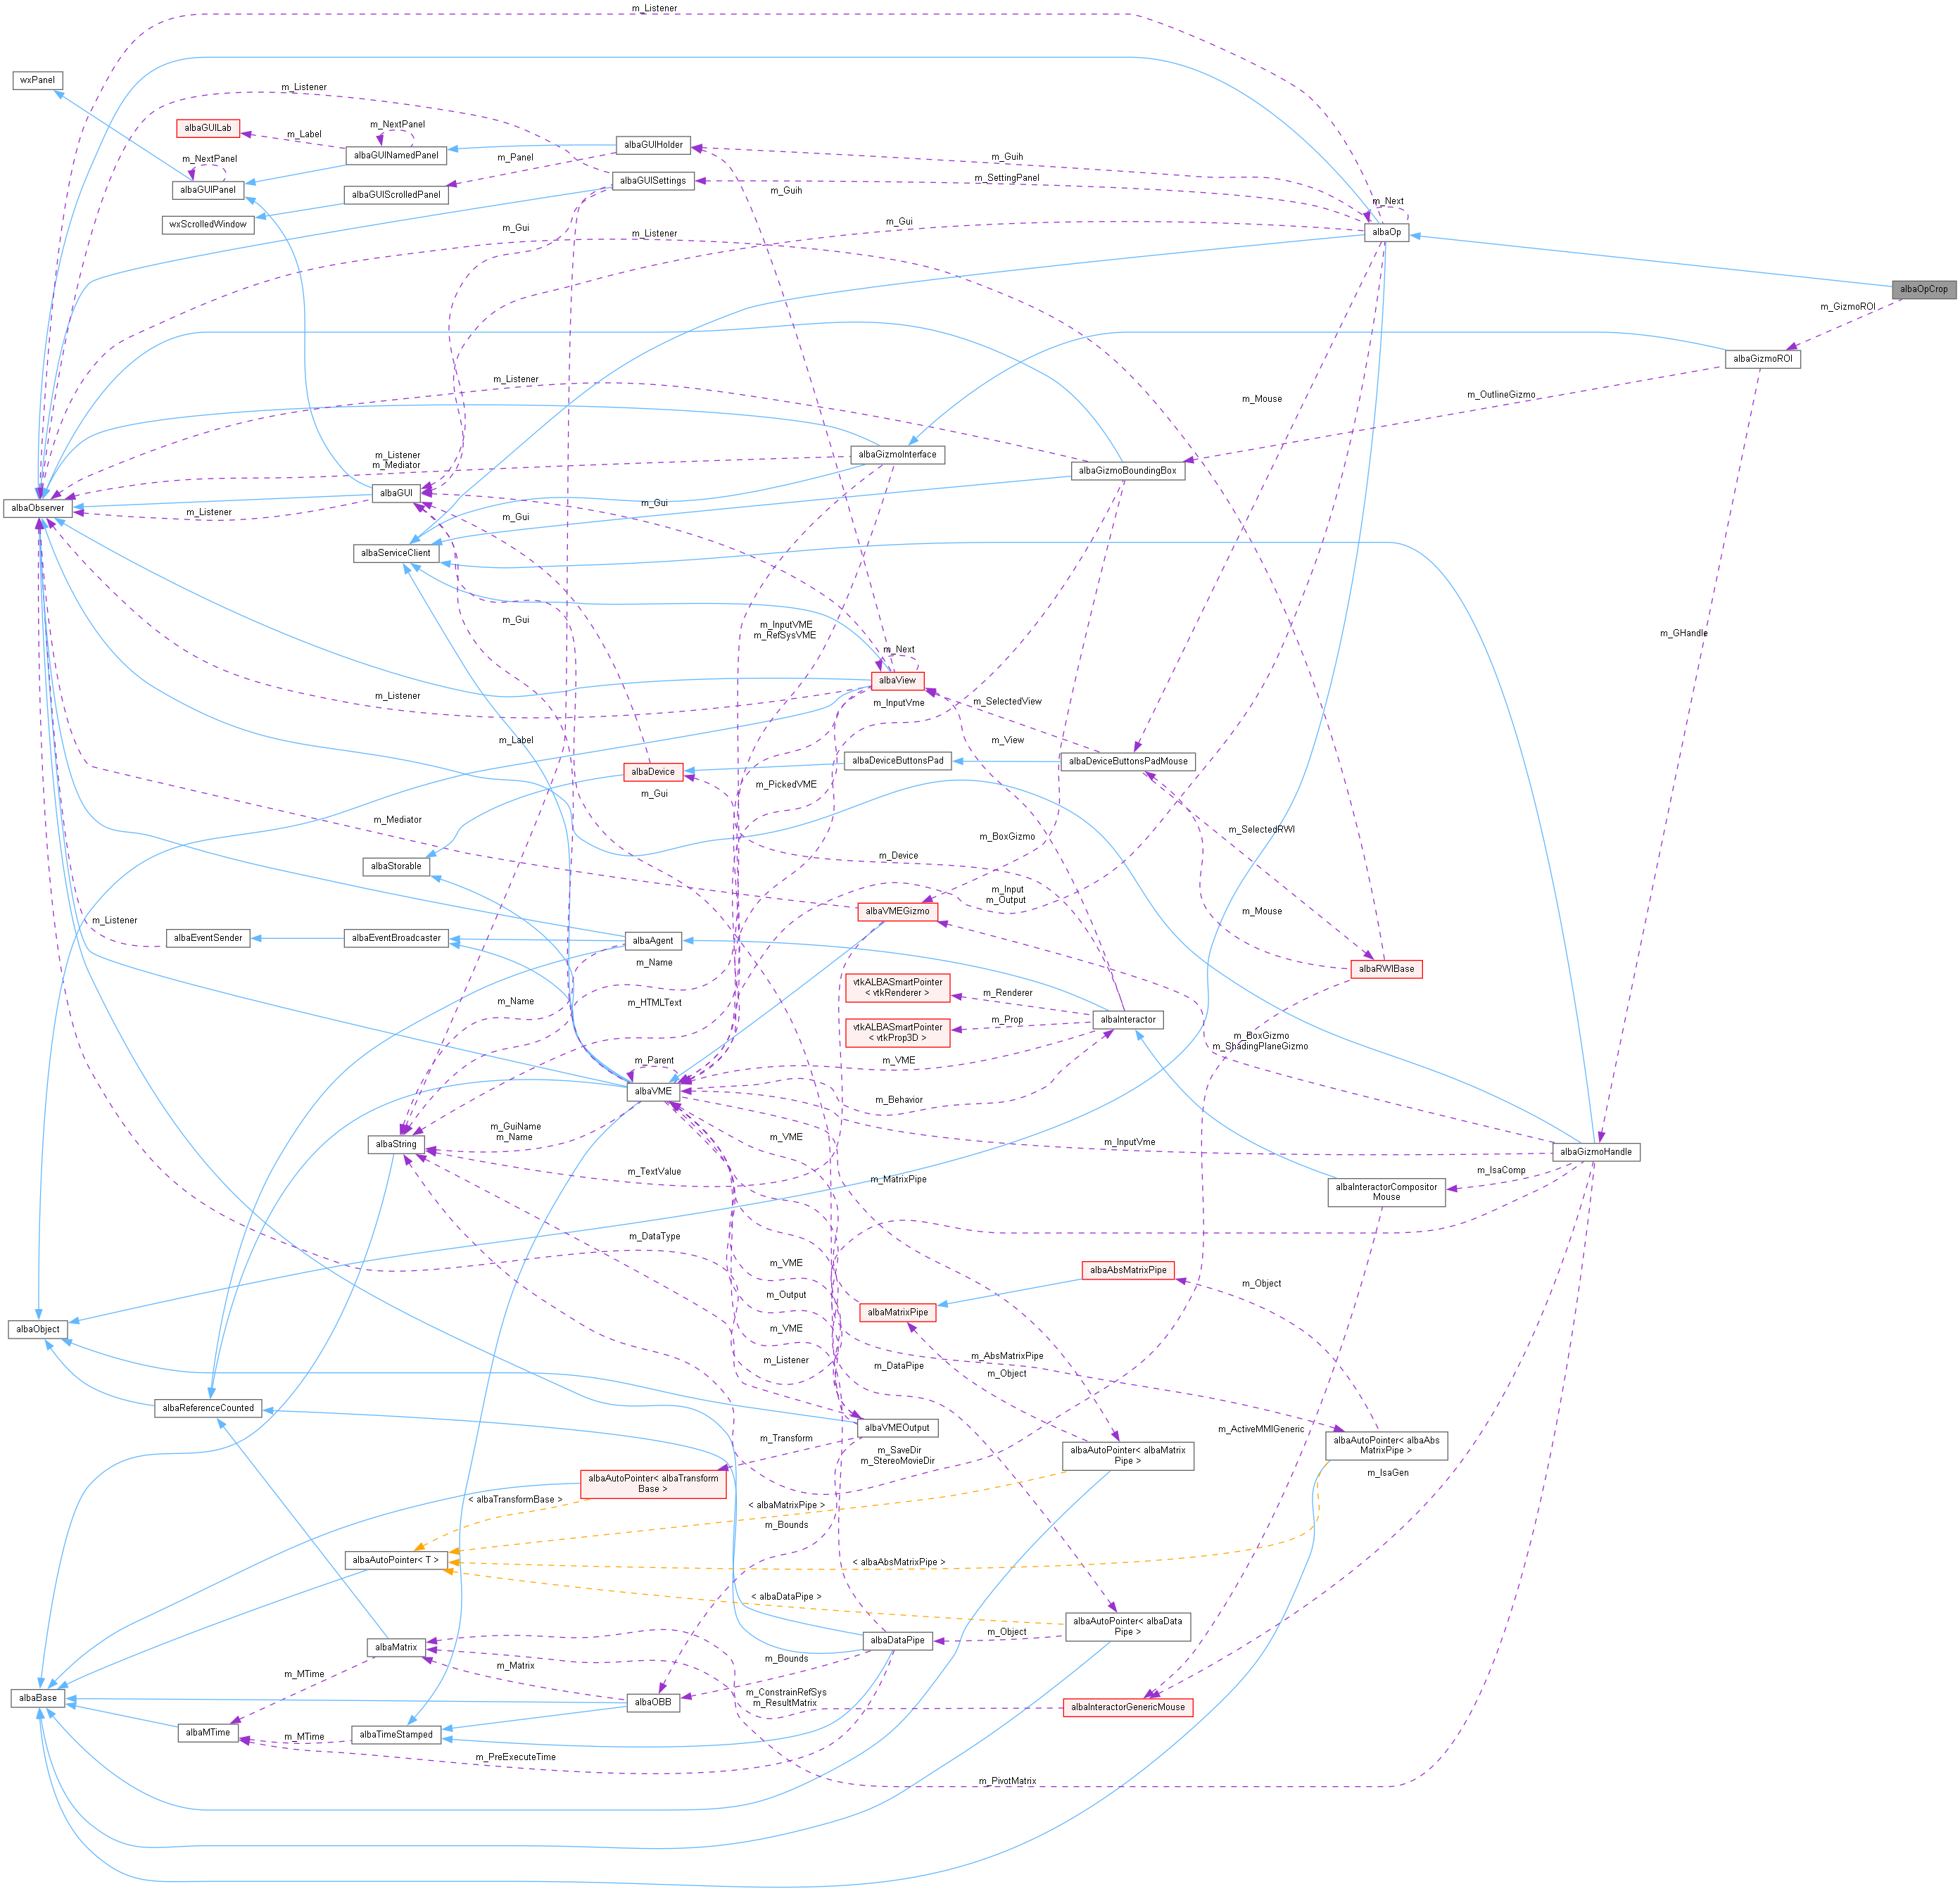 m_Listener
wxPanel
m_Listener
albaGUILab
m_Label
m_NextPanel
albaGUIHolder
albaGUINamedPanel
m_NextPanel
m_Panel
m_Guih
albaGUIPanel
albaGUIScrolledPanel
albaGUISettings
m_SettingPanel
m_Guih
wxScrolledWindow
m_Next
m_Gui
m_Gui
m_Listener
albaOp
albaOpCrop
m_GizmoROI
albaGizmoROI
m_Listener
m_OutlineGizmo
m_Mouse
m_Listener
m_Mediator
albaGizmoInterface
albaGizmoBoundingBox
albaGUI
albaObserver
m_Listener
m_Gui
m_Gui
albaServiceClient
m_Gui
m_InputVME
m_RefSysVME
m_GHandle
m_Next
albaView
m_Listener
m_InputVme
m_SelectedView
m_Label
m_View
albaDevice
albaDeviceButtonsPad
albaDeviceButtonsPadMouse
m_Gui
m_PickedVME
m_Mediator
m_SelectedRWI
m_BoxGizmo
albaStorable
m_Device
m_Input
m_Output
albaVMEGizmo
m_Mouse
m_Listener
albaEventSender
albaEventBroadcaster
albaAgent
m_Name
albaRWIBase
vtkALBASmartPointer
< vtkRenderer >
m_Renderer
m_Name
m_HTMLText
vtkALBASmartPointer
< vtkProp3D >
m_Prop
albaInteractor
m_BoxGizmo
m_ShadingPlaneGizmo
m_Parent
m_VME
albaVME
m_Behavior
m_GuiName
m_Name
m_VME
albaString
m_InputVme
albaGizmoHandle
m_TextValue
m_MatrixPipe
m_IsaComp
albaInteractorCompositor
Mouse
m_DataType
m_VME
albaAbsMatrixPipe
m_Object
m_Output
albaMatrixPipe
albaObject
m_VME
m_Listener
m_DataPipe
m_AbsMatrixPipe
m_Object
albaReferenceCounted
albaVMEOutput
m_ActiveMMIGeneric
m_Transform
m_SaveDir
m_StereoMovieDir
albaAutoPointer< albaMatrix
Pipe >
albaAutoPointer< albaAbs
MatrixPipe >
m_IsaGen
albaAutoPointer< albaTransform
Base >
< albaTransformBase >
< albaMatrixPipe >
m_Bounds
albaAutoPointer< T >
< albaAbsMatrixPipe >
< albaDataPipe >
albaAutoPointer< albaData
Pipe >
albaMatrix
albaDataPipe
m_Object
m_MTime
m_Matrix
m_Bounds
albaBase
albaOBB
m_ConstrainRefSys
m_ResultMatrix
albaInteractorGenericMouse
albaMTime
m_MTime
albaTimeStamped
m_PreExecuteTime
m_PivotMatrix